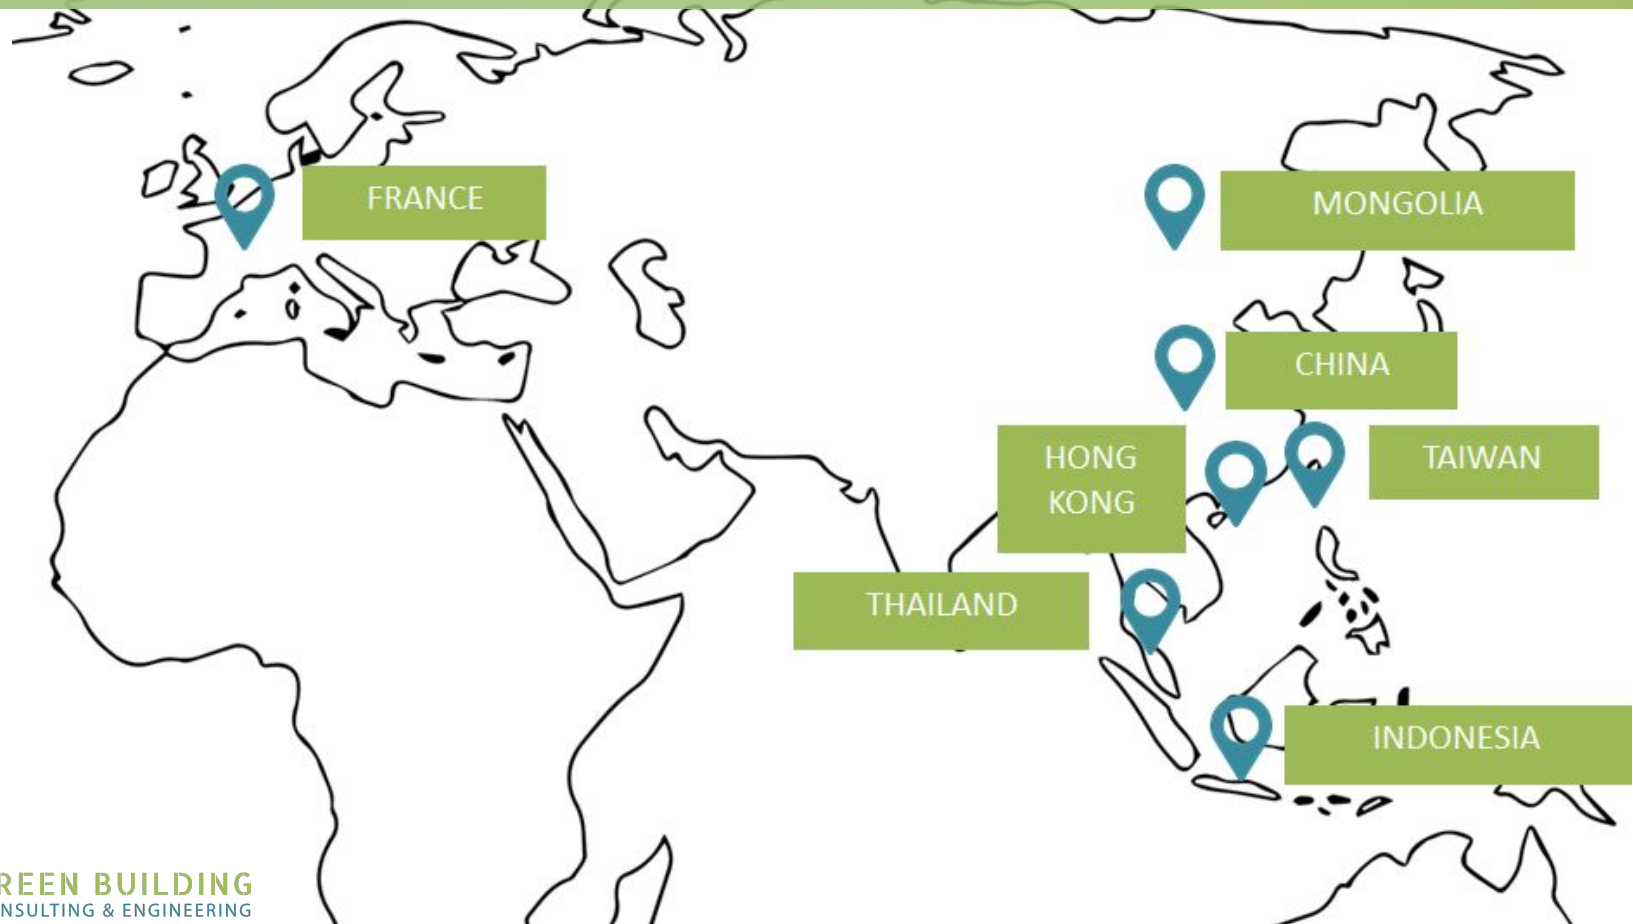 FRANCE
MONGOLIA
CHINA
HONG
KONG
TAIWAN
THAILAND
INDONESIA
REEN BUILDING
NSULTING & ENGINEERING